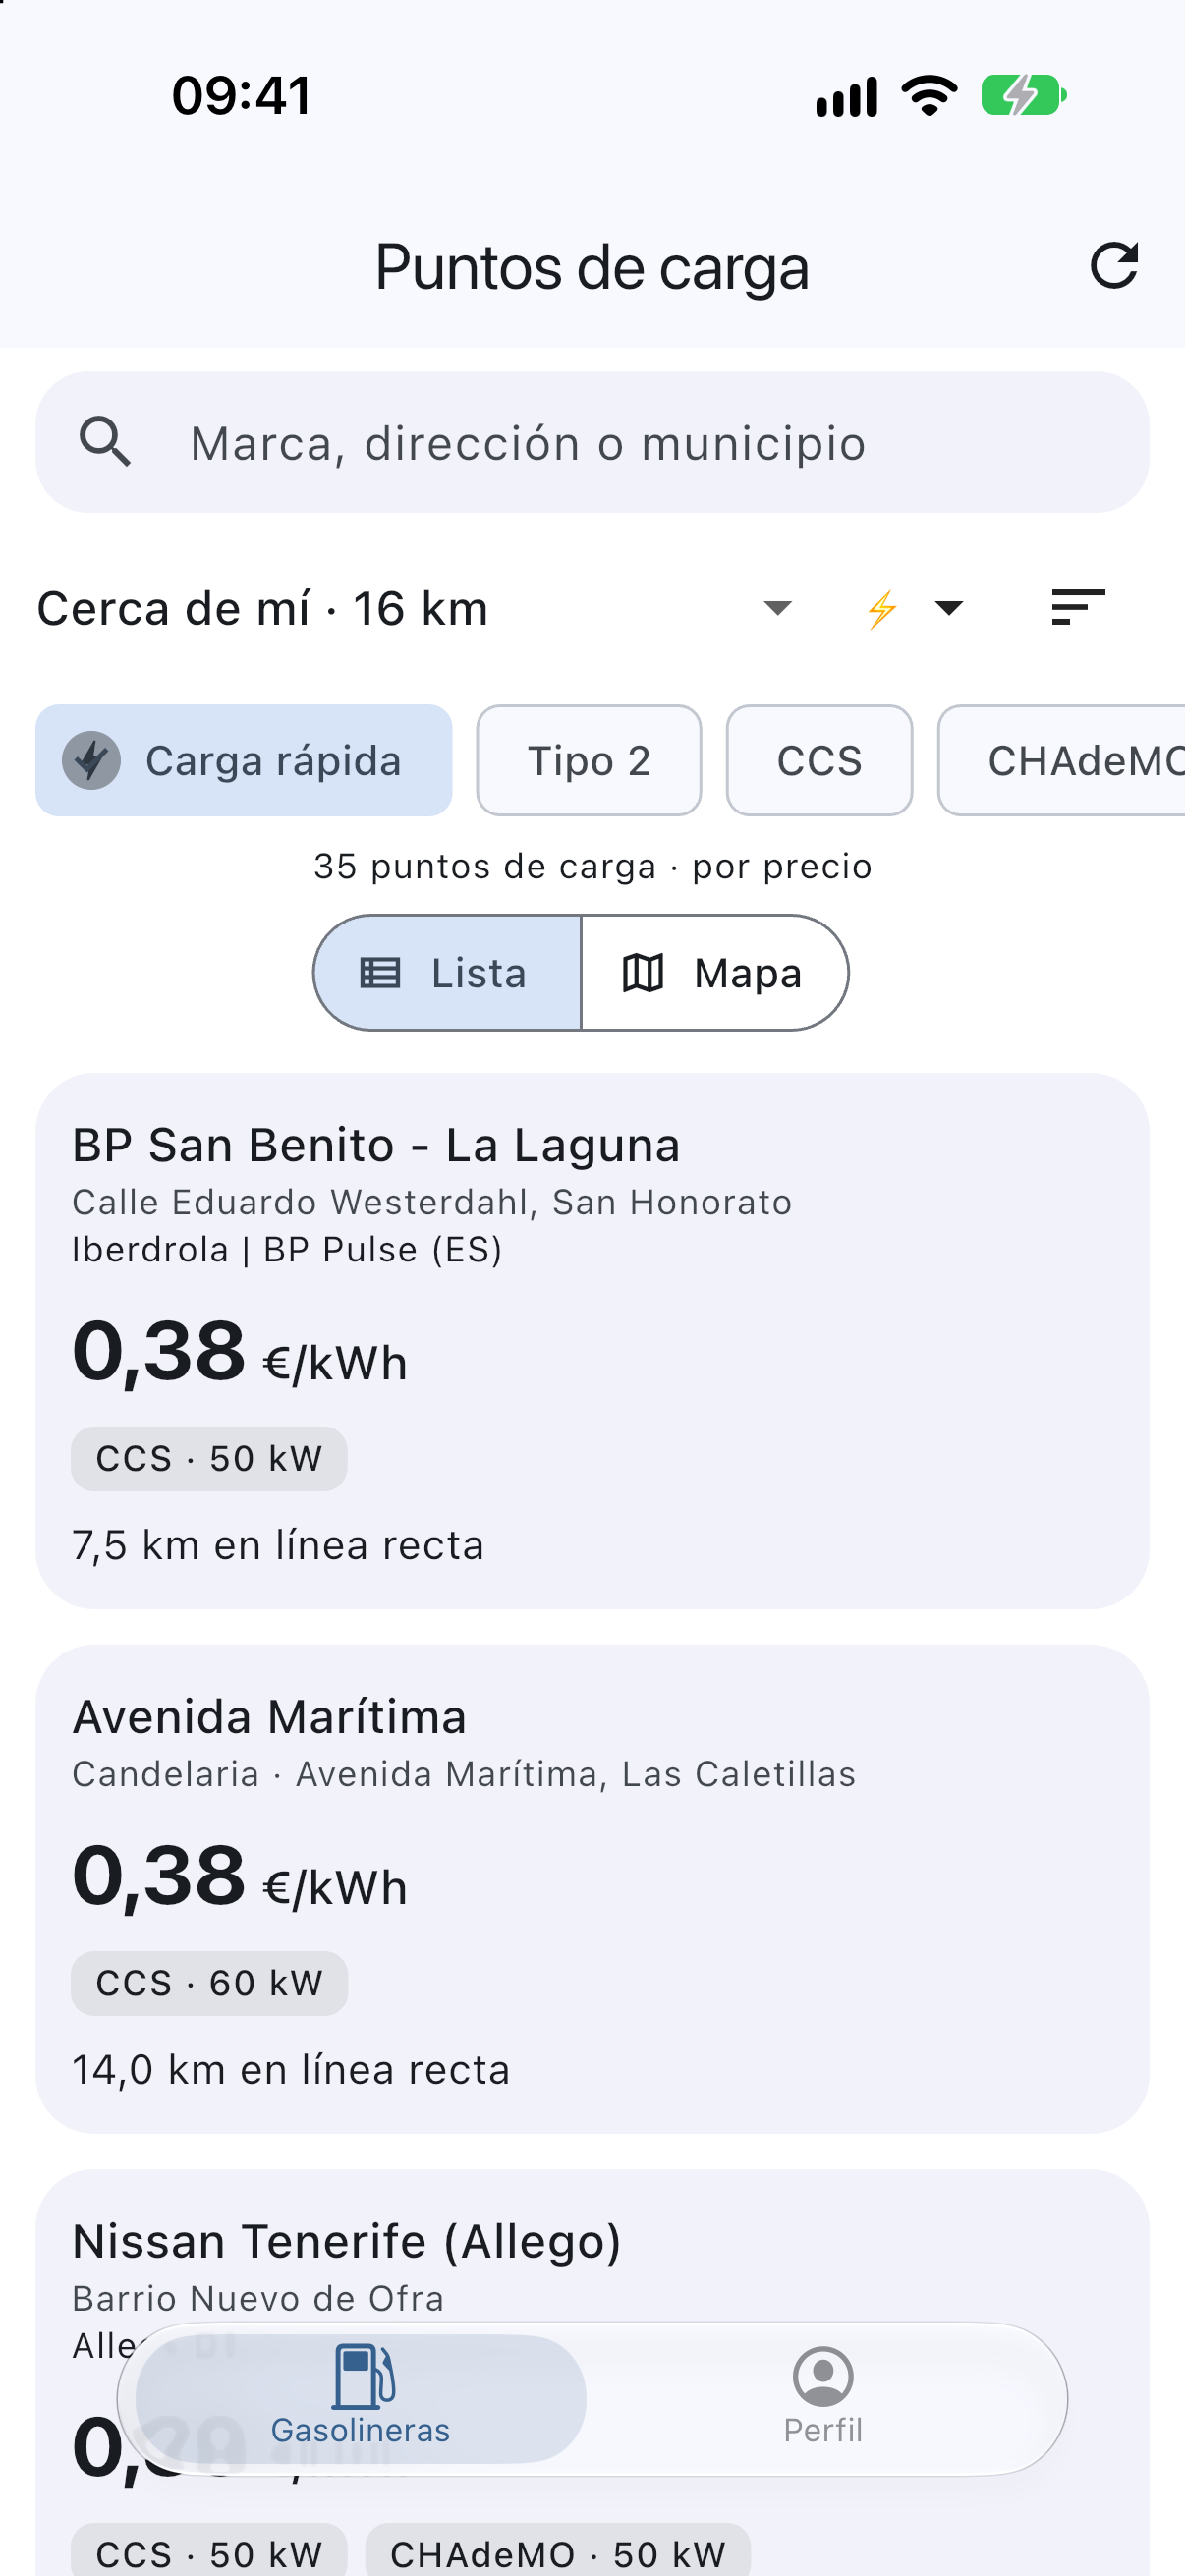 09:41
Puntos de carga
Marca, dirección o municipio
Cerca de mí · 16 km
Carga rápida
Tipo 2
CCS
CHAdeMO
35 puntos de carga · por precio
Lista
Mapa
BP San Benito - La Laguna
Calle Eduardo Westerdahl, San Honorato
Iberdrola | BP Pulse (ES)
0,38 €/kWh
CCS · 50 kW
7,5 km en línea recta
Avenida Marítima
Candelaria · Avenida Marítima, Las Caletillas
0,38 €/kWh
CCS · 60 kW
14,0 km en línea recta
Nissan Tenerife (Allego)
Barrio Nuevo de Ofra
Gasolineras
Perfil
CCS · 50 kW
CHAdeMO · 50 kW